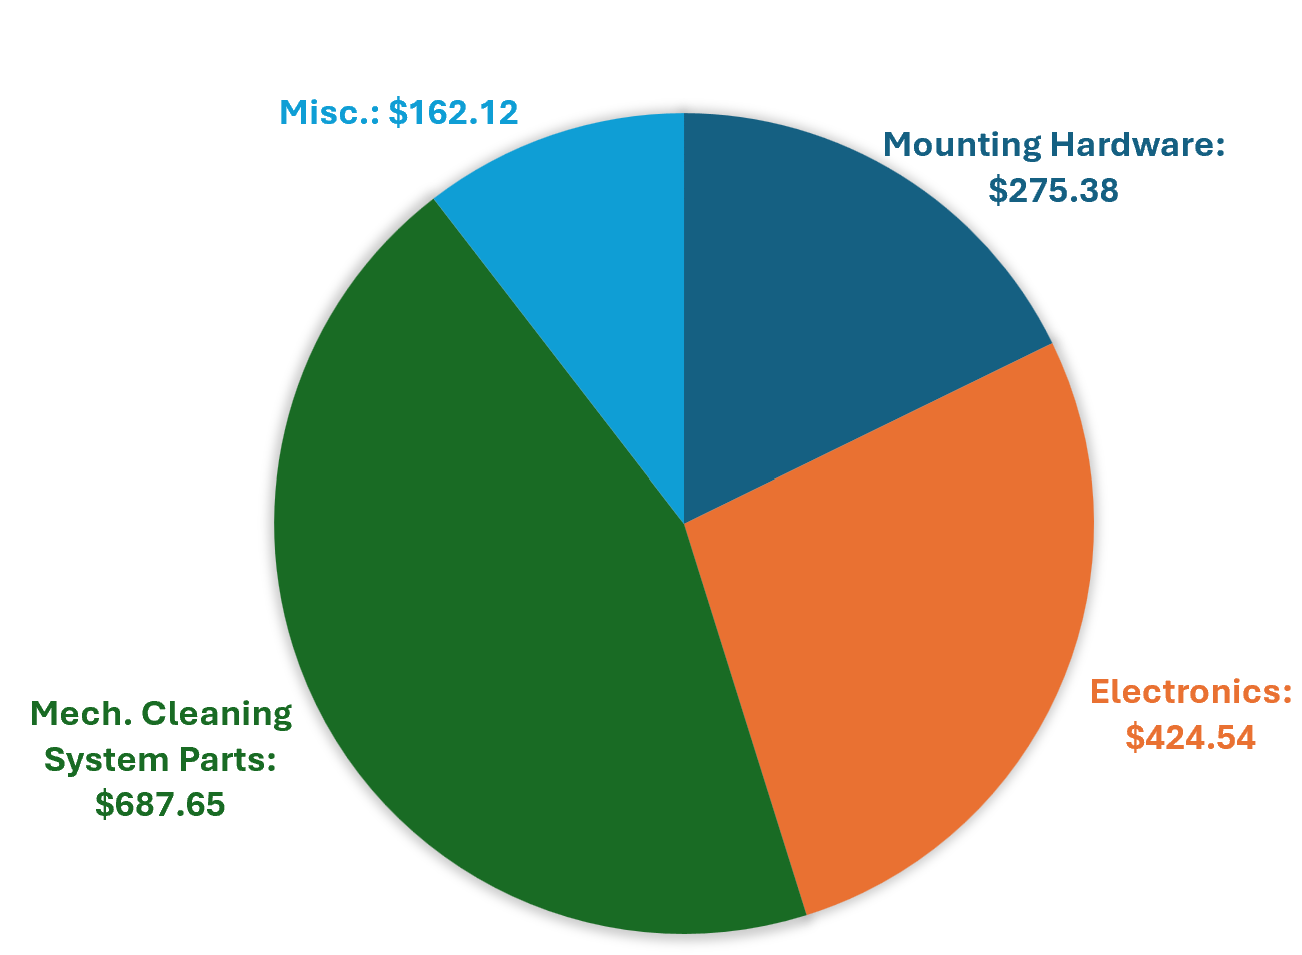 Misc.: $162.12
Mounting Hardware:
$275.38
Electronics:
$424.54
Mech. Cleaning
System Parts:
$687.65